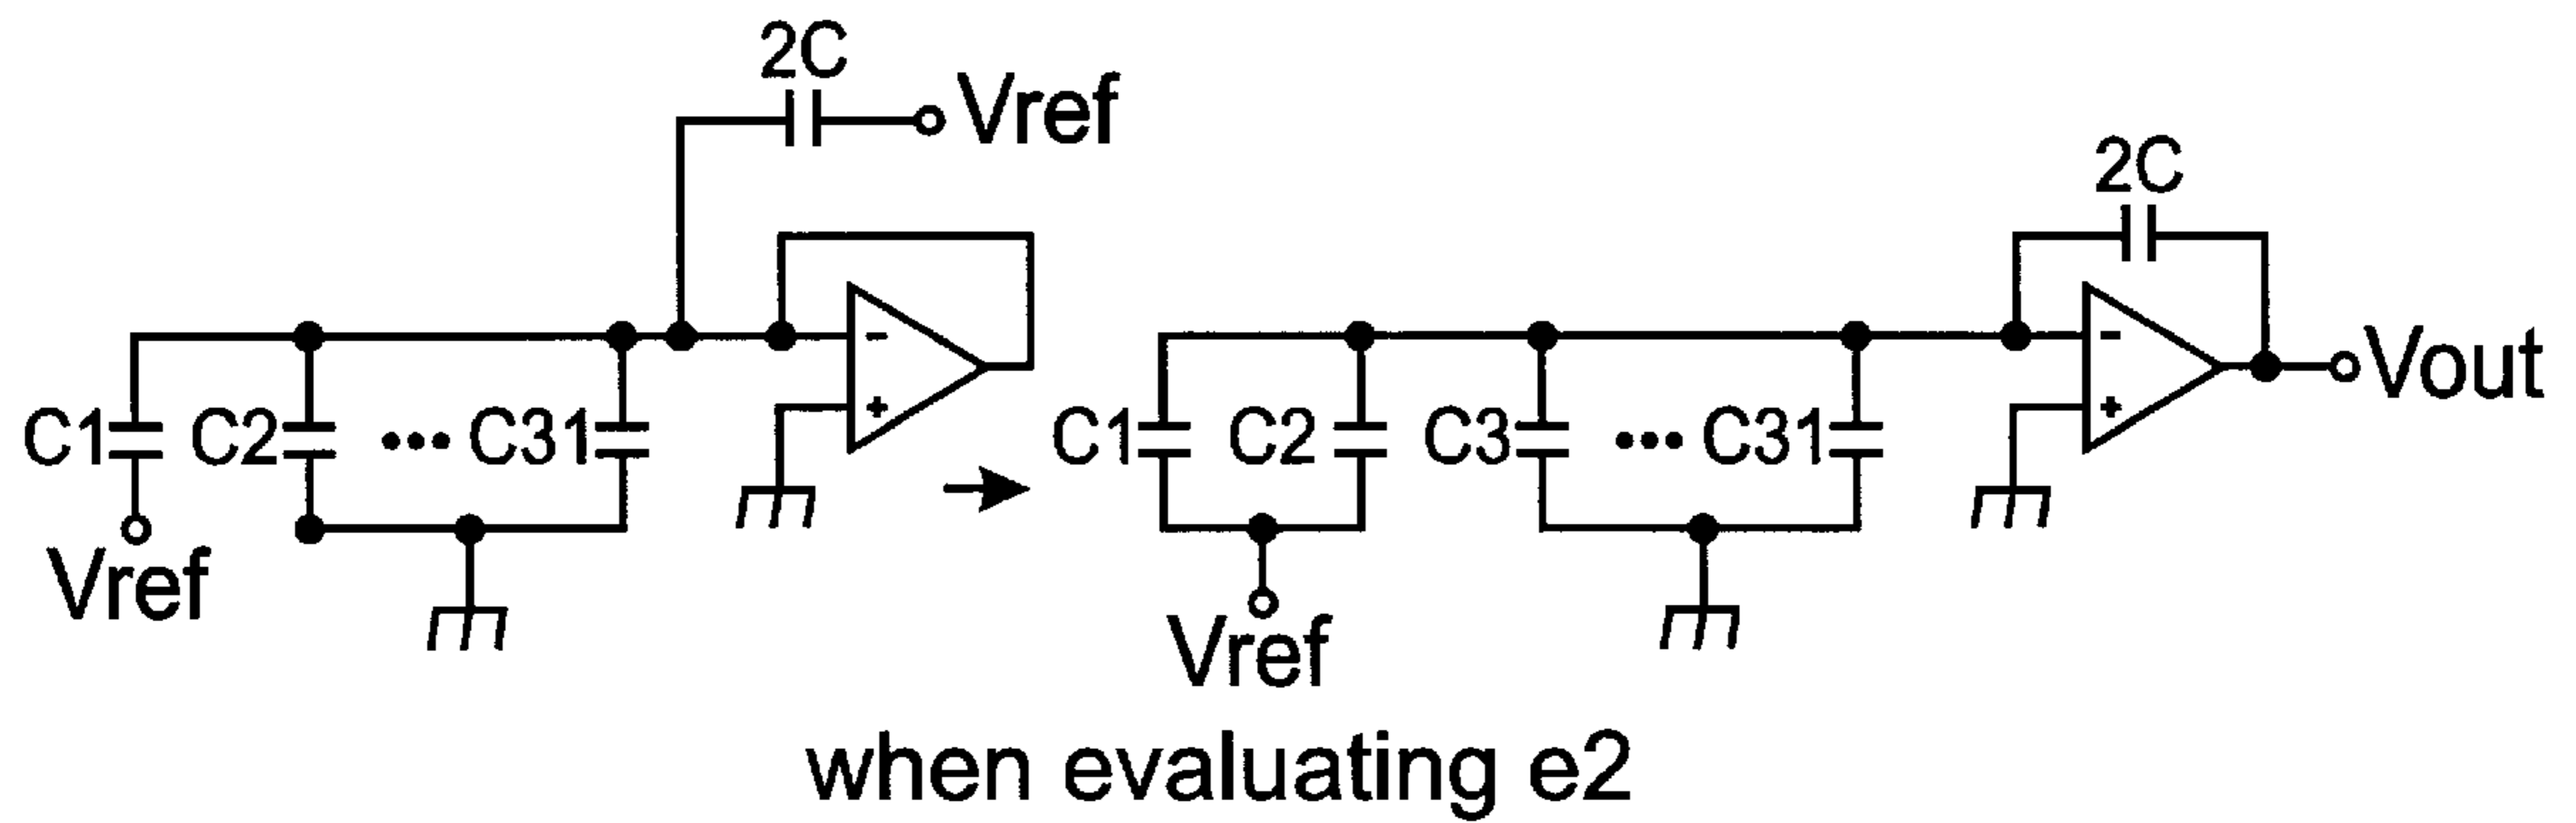 2C
Vref
2C
- -
Vout
C1 C2 ••• C31 + C1 C2 C3 ••• C31 +
Vref
Vref
when evaluating e2